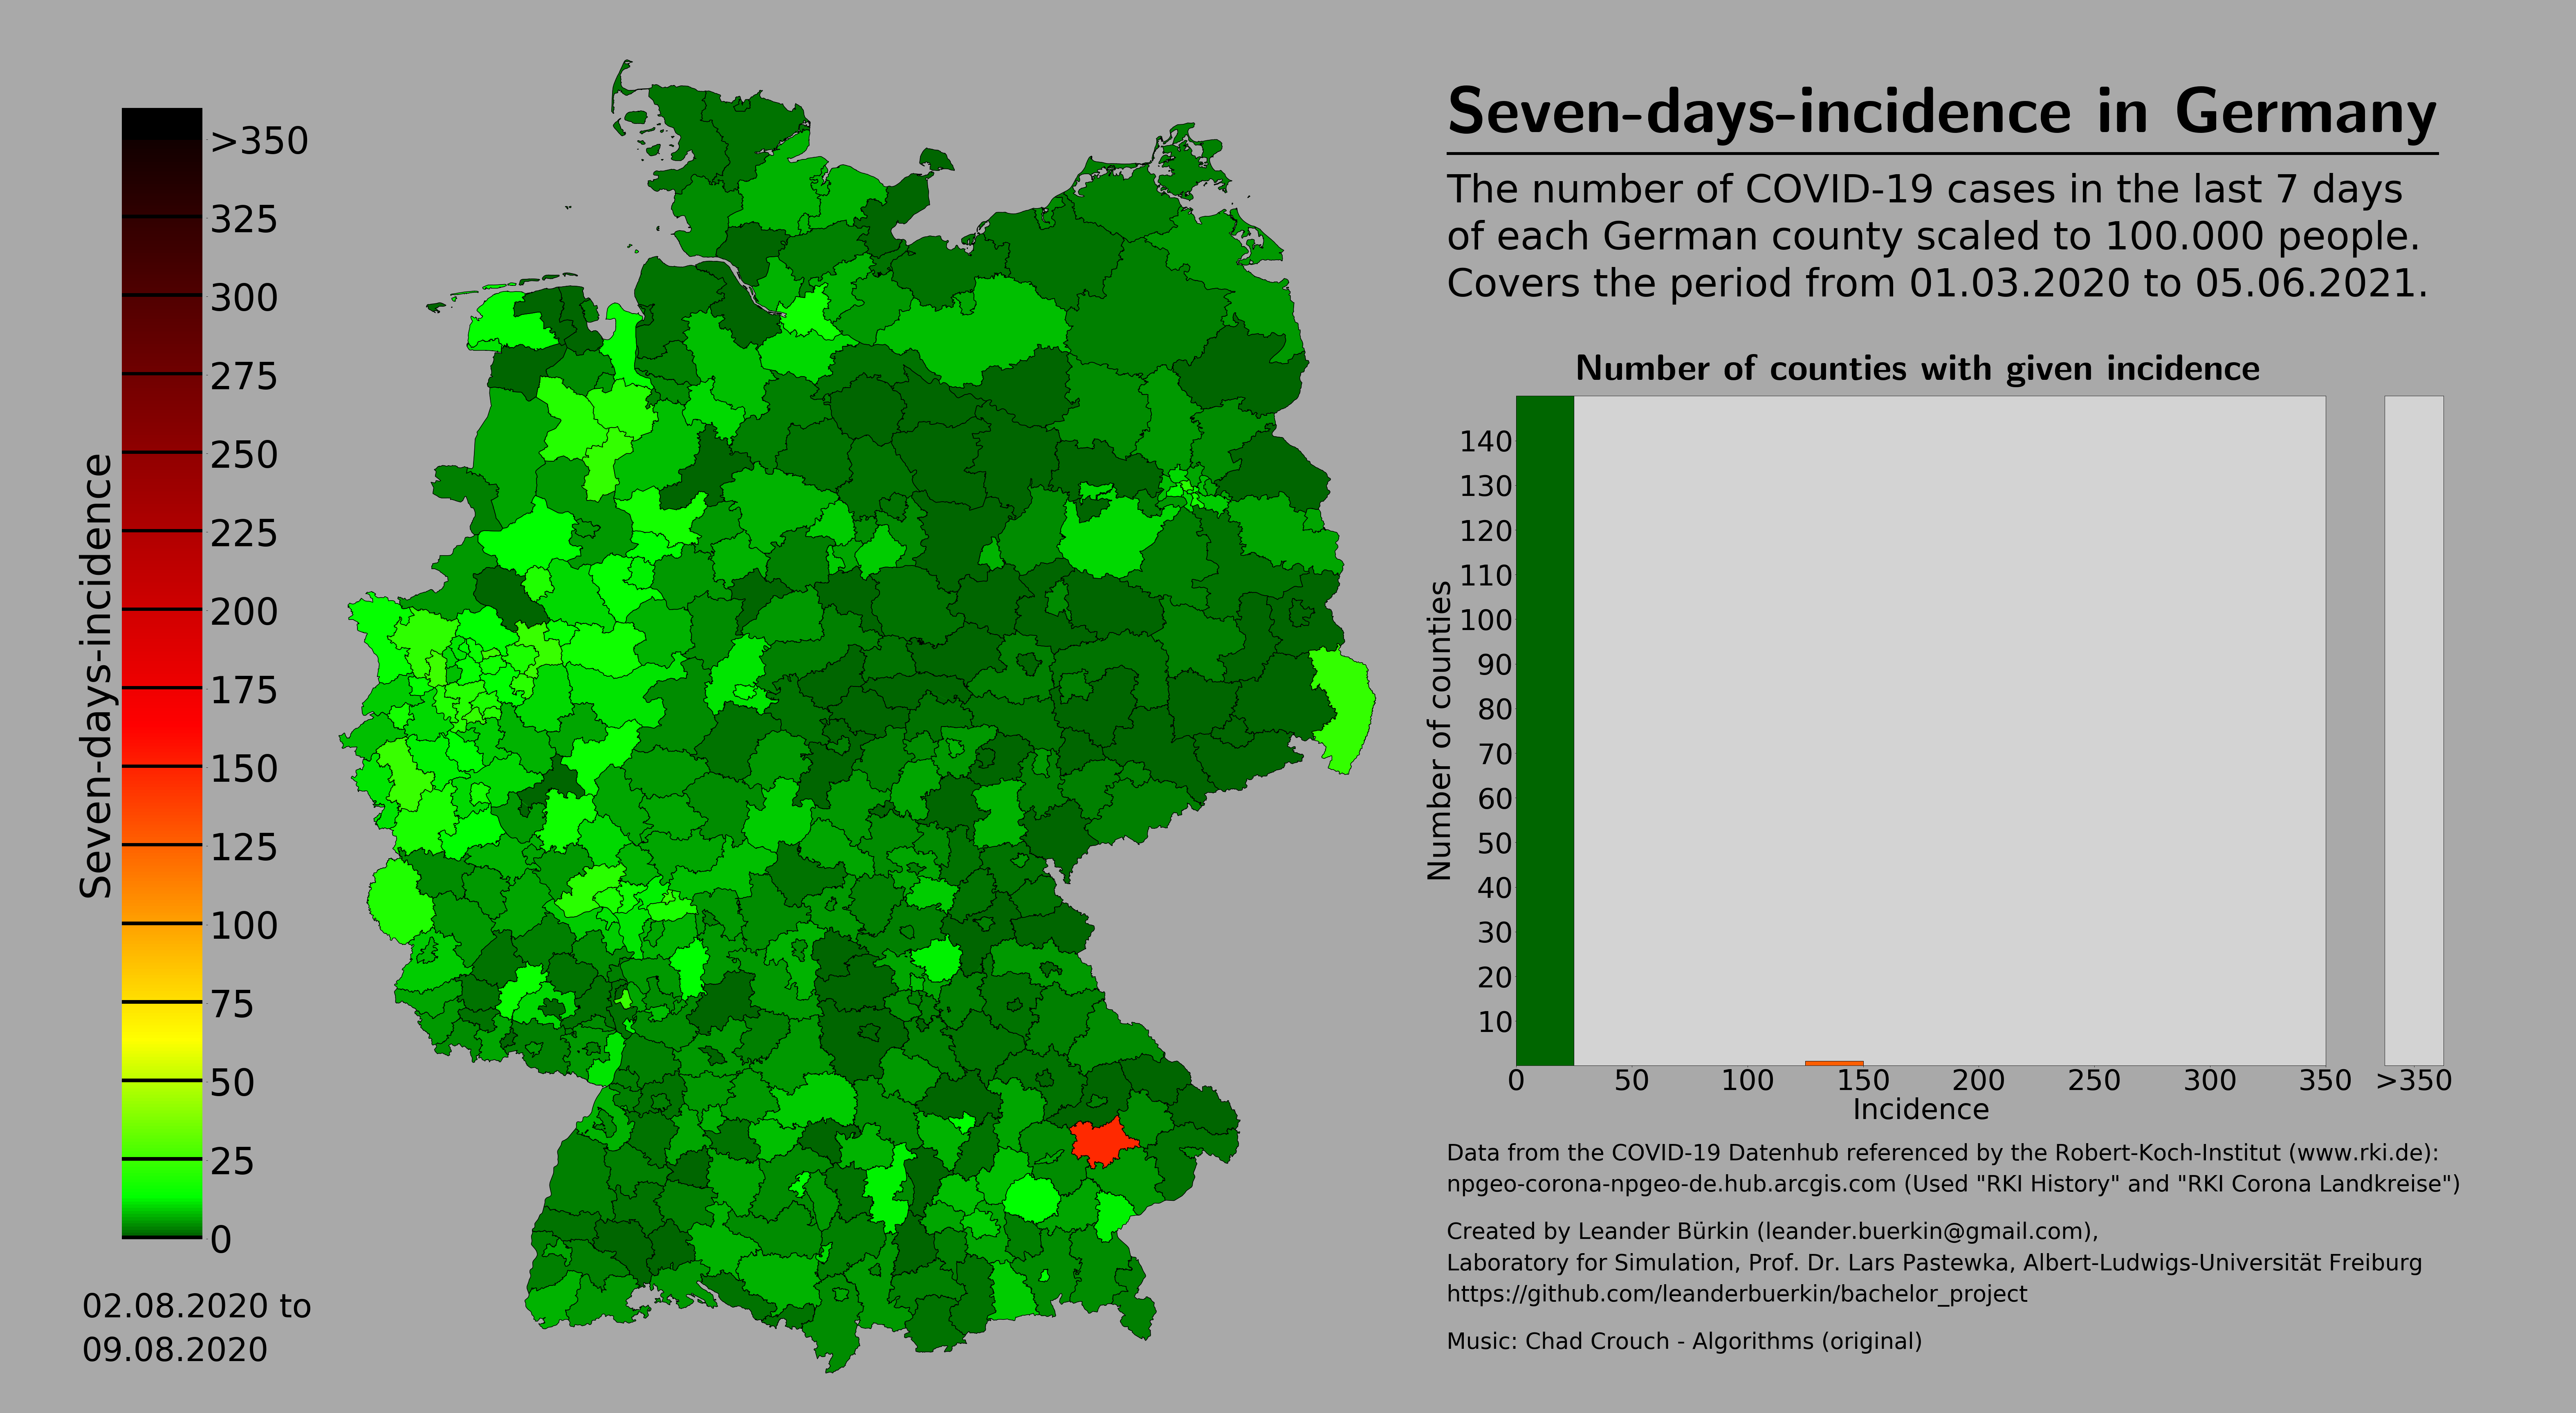 Seven-days-incidence in Germany
The number of COVID-19 cases in the last 7 days
of each German county scaled to 100.000 people.
Covers the period from 01.03.2020 to 05.06.2021.
Seven-days-incidence
>350
325
300
275
250
225
200
175
150
125
100
75
50
25
0
02.08.2020 to
09.08.2020
Number of counties with given incidence
Number of counties
140
130
120
110
100
90
80
70
60
50
40
30
20
10
0 50 100 150 200 250 300 350 >350
Incidence
Data from the COVID-19 Datenhub referenced by the Robert-Koch-Institut (www.rki.de):
npgeo-corona-npgeo-de.hub.arcgis.com (Used "RKI History" and "RKI Corona Landkreise")
Created by Leander Bürkin (leander.buerkin@gmail.com),
Laboratory for Simulation, Prof. Dr. Lars Pastewka, Albert-Ludwigs-Universität Freiburg
https://github.com/leanderbuerkin/bachelor_project
Music: Chad Crouch - Algorithms (original)